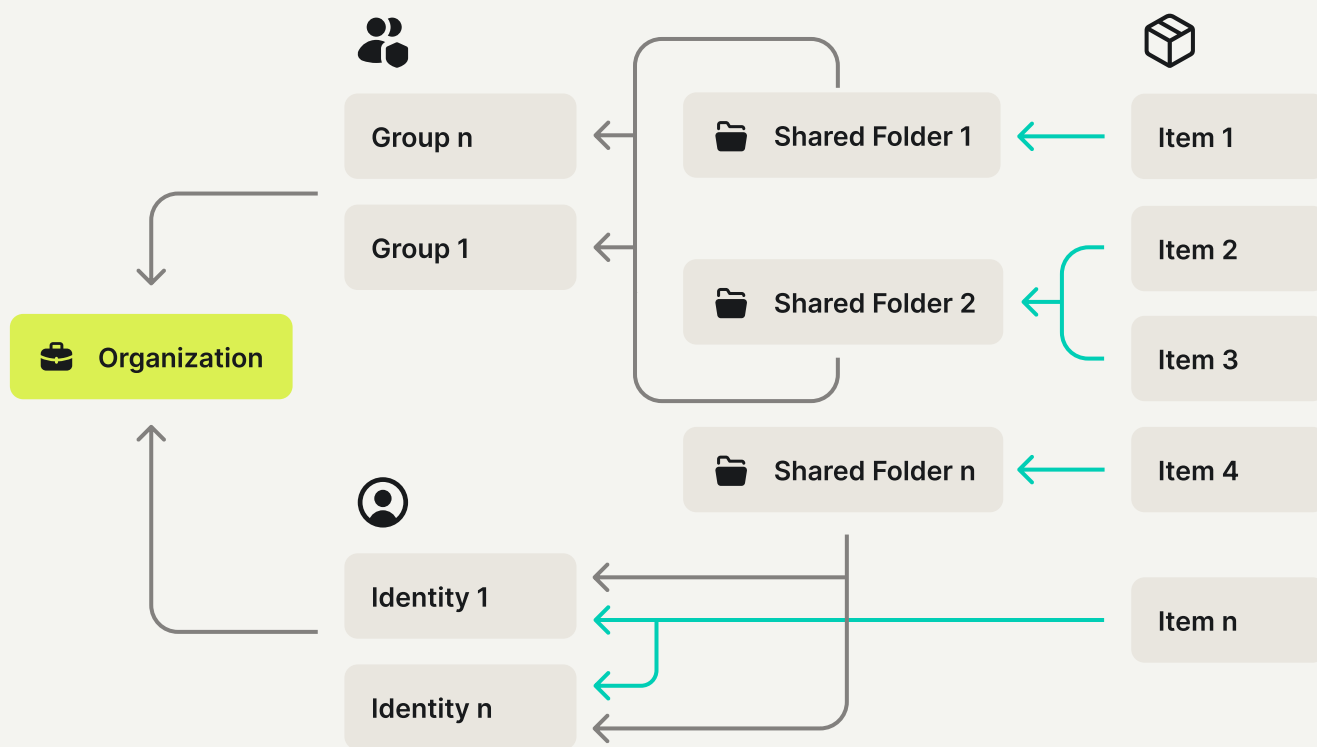 Group n
Shared Folder 1
Item 1
Group 1
Item 2
Shared Folder 2
Organization
Item 3
Shared Folder n
Item 4
Identity 1
Item n
Identity n